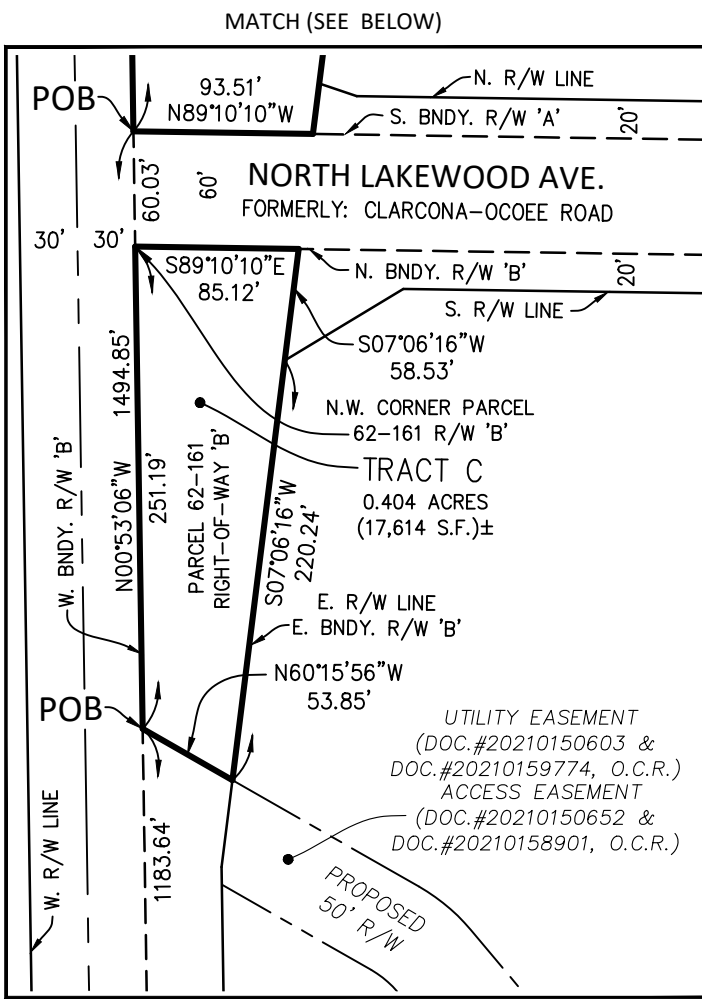 MATCH (SEE BELOW)
93.51'
N89°10'10"W
N. R/W LINE
POB
S. BNDY. R/W 'A'
20'
60.03'
60'
NORTH LAKEWOOD AVE.
FORMERLY: CLARCONA-OCOEE ROAD
30'
30'
S89°10'10"E
85.12'
N. BNDY. R/W 'B'
20'
S. R/W LINE
S07°06'16"W
58.53'
1494.85'
N.W. CORNER PARCEL
62-161 R/W 'B'
TRACT C
0.404 ACRES
(17,614 S.F.)±
W. BNDY. R/W 'B'
N00°53'06"W
251.19'
PARCEL 62-161
RIGHT-OF-WAY 'B'
S07°06'16"W
220.24'
E. R/W LINE
E. BNDY. R/W 'B'
N60°15'56"W
53.85'
POB
UTILITY EASEMENT
(DOC.#20210150603 &
DOC.#20210159774, O.C.R.)
ACCESS EASEMENT
(DOC.#20210150652 &
DOC.#20210158901, O.C.R.)
W. R/W LINE
1183.64'
PROPOSED
50' R/W